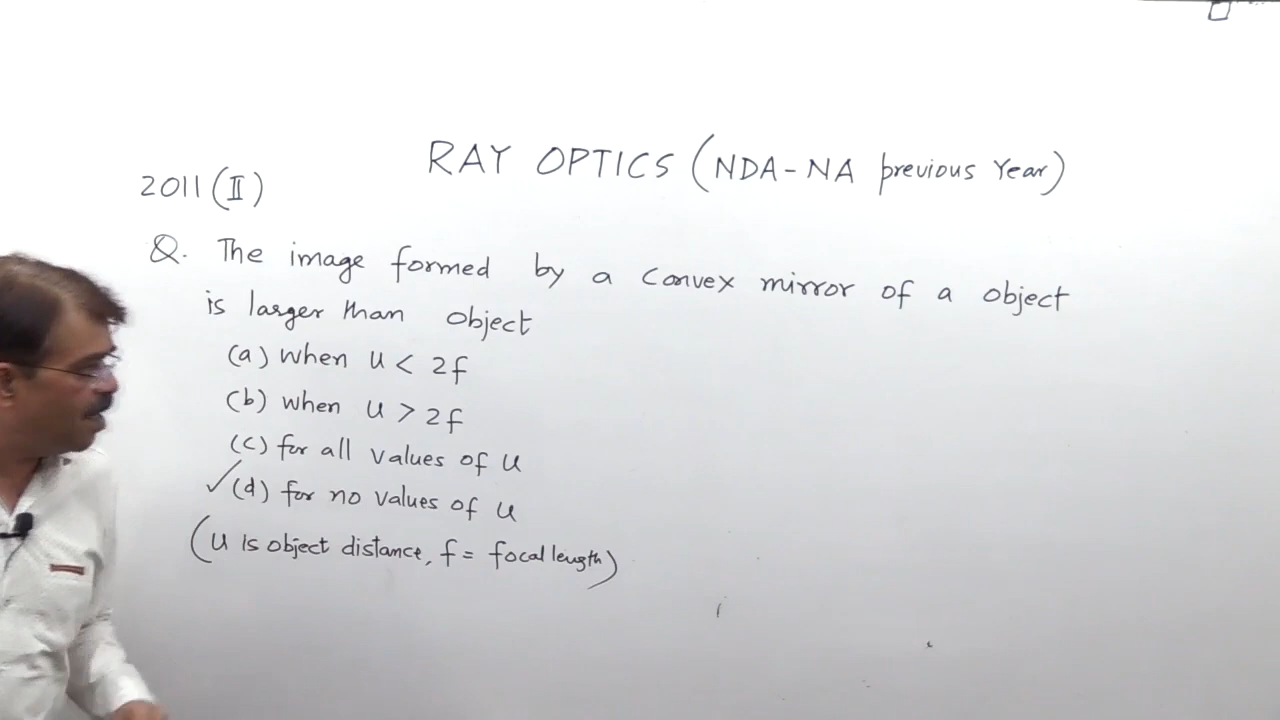 RAY OPTICS (NDA-NA previous Year)
2011 (II)
Q. The image formed by a convex mirror of a object
is larger than object
(a) when u < 2f
(b) when u > 2f
(c) for all values of u
✓(d) for no values of u
(u is object distance, f = focal length)